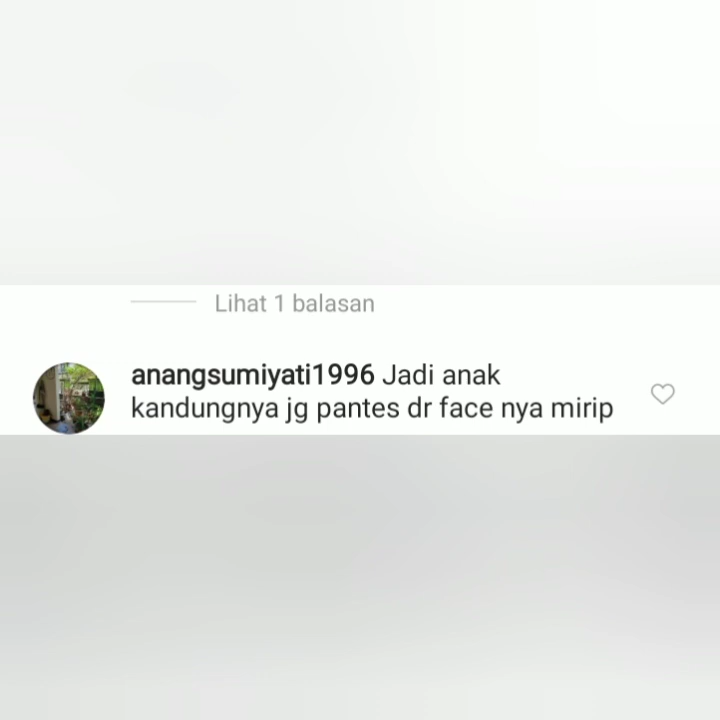 Lihat 1 balasan
anangsumiyati1996 Jadi anak
kandungnya jg pantes dr face nya mirip